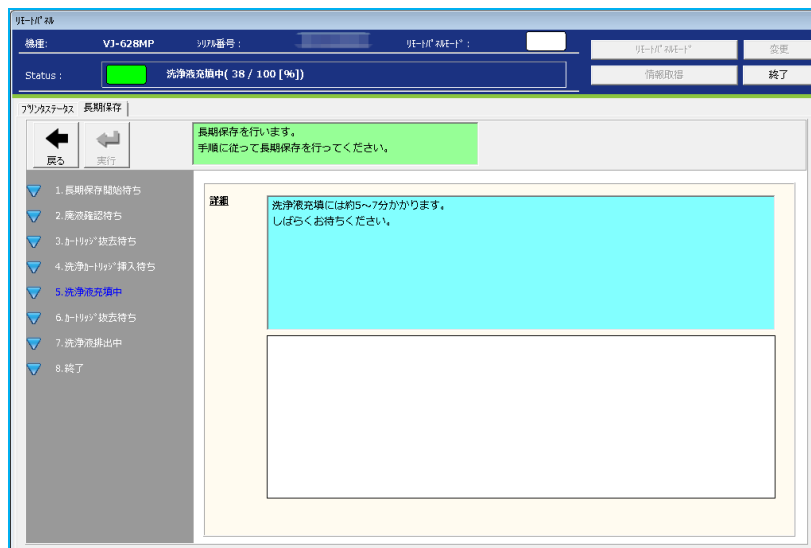 リモートパネル
機種: VJ-628MP シリアル番号: リモートパネルモード:
リモートパネルモード 変更
Status : 洗浄液充填中( 38 / 100 [%])
情報取得 終了
プリンタステータス 長期保存
戻る 実行
長期保存を行います。
手順に従って長期保存を行ってください。
1.長期保存開始待ち
2.廃液確認待ち
3.カートリッジ抜去待ち
4.洗浄カートリッジ挿入待ち
5.洗浄液充填中
6.カートリッジ抜去待ち
7.洗浄液排出中
8.終了
詳細
洗浄液充填には約5~7分かかります。
しばらくお待ちください。